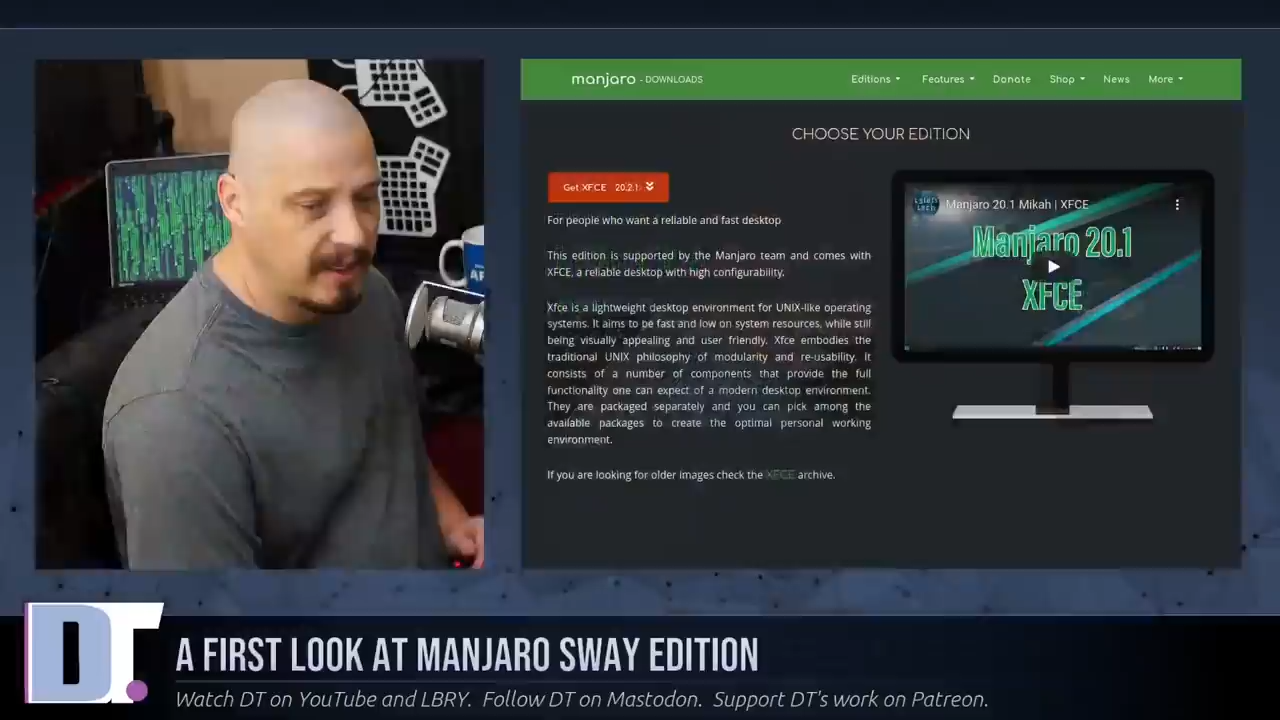 manjaro - DOWNLOADS
Editions Features Donate Shop News More
CHOOSE YOUR EDITION
Get XFCE 20.2.1
For people who want a reliable and fast desktop
This edition is supported by the Manjaro team and comes with
XFCE, a reliable desktop with high configurability.
Xfce is a lightweight desktop environment for UNIX-like operating
systems. It aims to be fast and low on system resources, while still
being visually appealing and user friendly. Xfce embodies the
traditional UNIX philosophy of modularity and re-usability. It
consists of a number of components that provide the full
functionality one can expect of a modern desktop environment.
They are packaged separately and you can pick among the
available packages to create the optimal personal working
environment.
If you are looking for older images check the XFCE archive.
Manjaro 20.1 Mikah | XFCE
Manjaro 20.1
XFCE
DT.
A FIRST LOOK AT MANJARO SWAY EDITION
Watch DT on YouTube and LBRY. Follow DT on Mastodon. Support DT's work on Patreon.